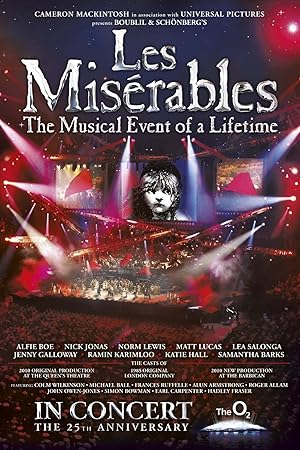 CAMERON MACKINTOSH in association with UNIVERSAL PICTURES
presents BOUBLIL & SCHÖNBERG'S
Les
Misérables
The Musical Event of a Lifetime
ALFIE BOE NICK JONAS NORM LEWIS MATT LUCAS LEA SALONGA
JENNY GALLOWAY RAMIN KARIMLOO KATIE HALL SAMANTHA BARKS
THE CASTS OF
2010 ORIGINAL PRODUCTION AT THE QUEEN'S THEATRE
1985 ORIGINAL LONDON COMPANY
2010 NEW PRODUCTION AT THE BARBICAN
FEATURING: COLM WILKINSON • MICHAEL BALL • FRANCES RUFFELLE • ALUN ARMSTRONG • ROGER ALLAM
JOHN OWEN-JONES • SIMON BOWMAN • EARL CARPENTER • HADLEY FRASER
IN CONCERT
THE 25TH ANNIVERSARY
The O2